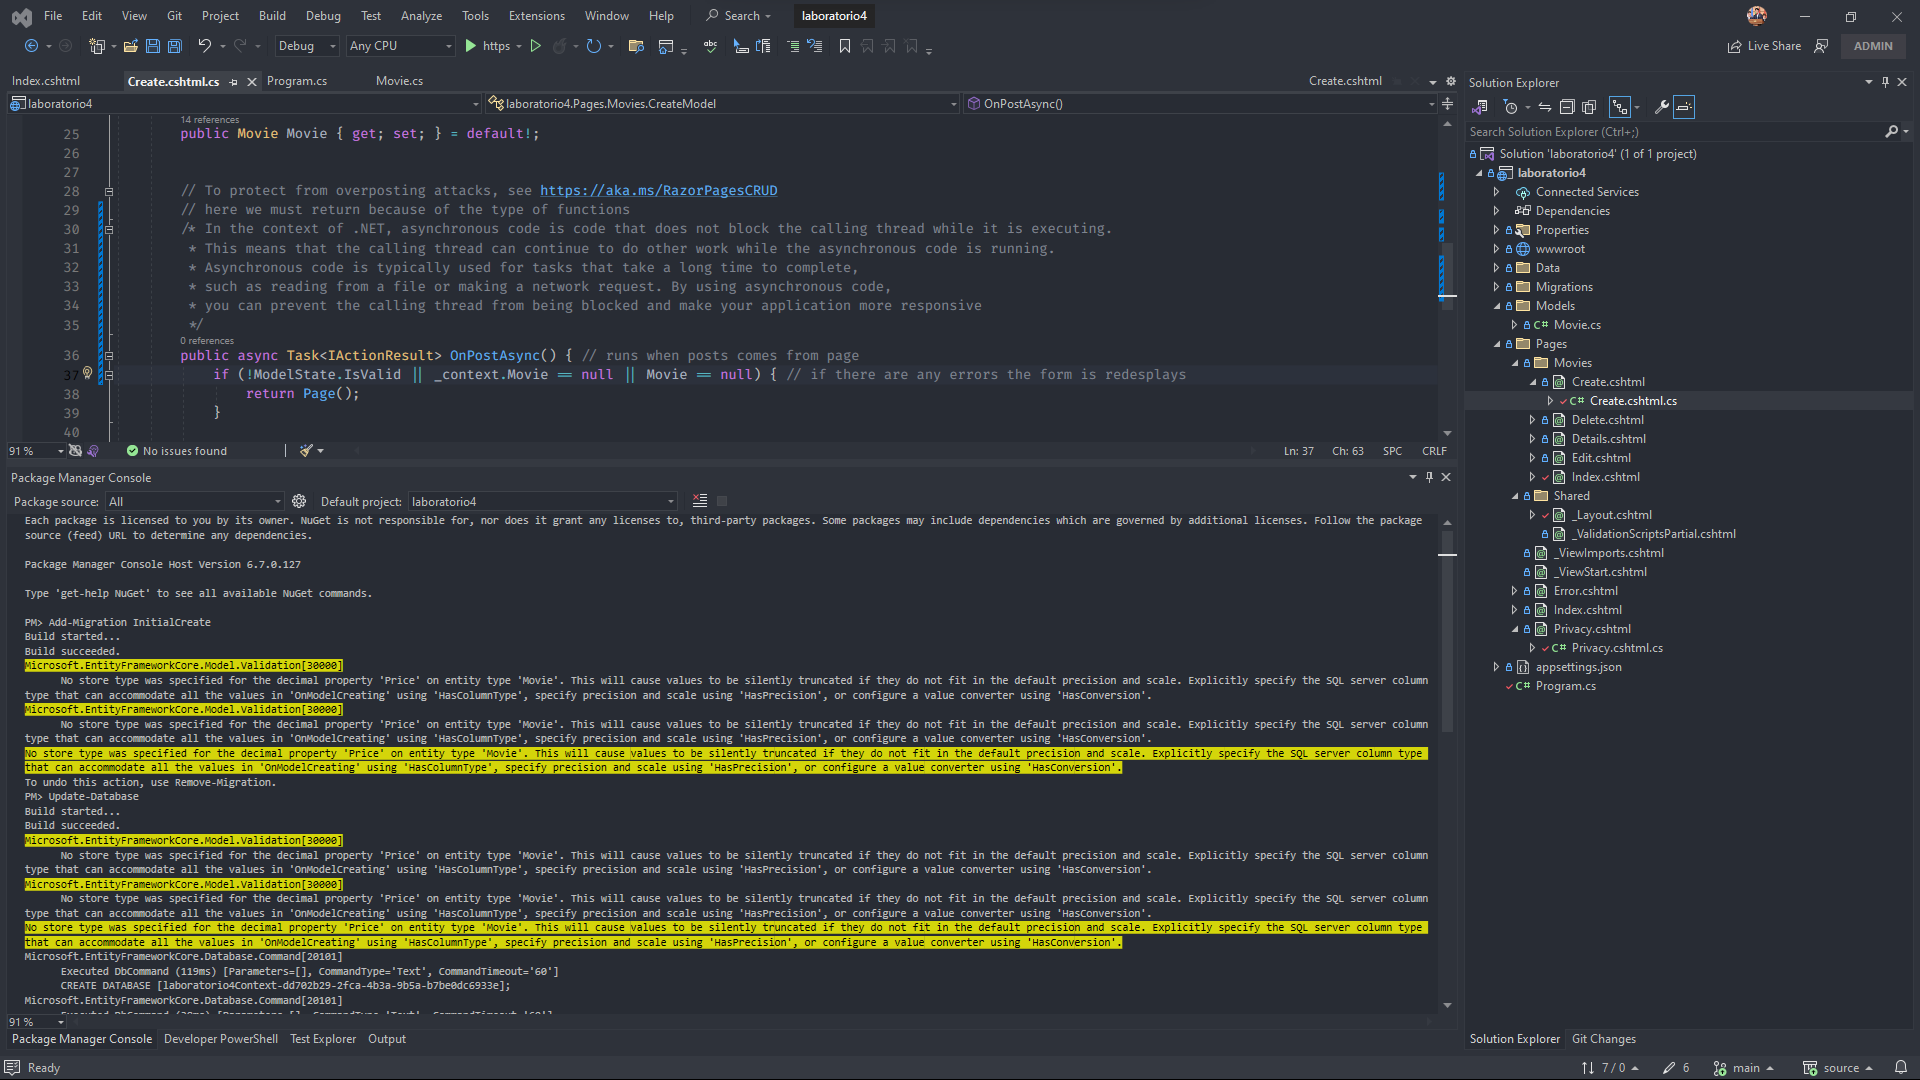 File Edit View Git Project Build Debug Test Analyze Tools Extensions Window Help Search laboratorio4
Debug Any CPU https Live Share ADMIN
Index.cshtml Create.cshtml.cs Program.cs Movie.cs Create.cshtml
laboratorio4 laboratorio4.Pages.Movies.CreateModel OnPostAsync()
14 references
25 public Movie Movie { get; set; } = default!;
26
27
28 // To protect from overposting attacks, see https://aka.ms/RazorPagesCRUD
29 // here we must return because of the type of functions
30 /* In the context of .NET, asynchronous code is code that does not block the calling thread while it is executing.
31 * This means that the calling thread can continue to do other work while the asynchronous code is running.
32 * Asynchronous code is typically used for tasks that take a long time to complete,
33 * such as reading from a file or making a network request. By using asynchronous code,
34 * you can prevent the calling thread from being blocked and make your application more responsive
35 */
0 references
36 public async Task<IActionResult> OnPostAsync() { // runs when posts comes from page
37 if (!ModelState.IsValid || _context.Movie == null || Movie == null) { // if there are any errors the form is redesplays
38 return Page();
39 }
40
91 % No issues found Ln: 37 Ch: 63 SPC CRLF
Package Manager Console
Package source: All Default project: laboratorio4
Each package is licensed to you by its owner. NuGet is not responsible for, nor does it grant any licenses to, third-party packages. Some packages may include dependencies which are governed by additional licenses. Follow the package
source (feed) URL to determine any dependencies.
Package Manager Console Host Version 6.7.0.127
Type 'get-help NuGet' to see all available NuGet commands.
PM> Add-Migration InitialCreate
Build started...
Build succeeded.
Microsoft.EntityFrameworkCore.Model.Validation[30000]
No store type was specified for the decimal property 'Price' on entity type 'Movie'. This will cause values to be silently truncated if they do not fit in the default precision and scale. Explicitly specify the SQL server column
type that can accommodate all the values in 'OnModelCreating' using 'HasColumnType', specify precision and scale using 'HasPrecision', or configure a value converter using 'HasConversion'.
Microsoft.EntityFrameworkCore.Model.Validation[30000]
No store type was specified for the decimal property 'Price' on entity type 'Movie'. This will cause values to be silently truncated if they do not fit in the default precision and scale. Explicitly specify the SQL server column
type that can accommodate all the values in 'OnModelCreating' using 'HasColumnType', specify precision and scale using 'HasPrecision', or configure a value converter using 'HasConversion'.
No store type was specified for the decimal property 'Price' on entity type 'Movie'. This will cause values to be silently truncated if they do not fit in the default precision and scale. Explicitly specify the SQL server column type
that can accommodate all the values in 'OnModelCreating' using 'HasColumnType', specify precision and scale using 'HasPrecision', or configure a value converter using 'HasConversion'.
To undo this action, use Remove-Migration.
PM> Update-Database
Build started...
Build succeeded.
Microsoft.EntityFrameworkCore.Model.Validation[30000]
No store type was specified for the decimal property 'Price' on entity type 'Movie'. This will cause values to be silently truncated if they do not fit in the default precision and scale. Explicitly specify the SQL server column
type that can accommodate all the values in 'OnModelCreating' using 'HasColumnType', specify precision and scale using 'HasPrecision', or configure a value converter using 'HasConversion'.
Microsoft.EntityFrameworkCore.Model.Validation[30000]
No store type was specified for the decimal property 'Price' on entity type 'Movie'. This will cause values to be silently truncated if they do not fit in the default precision and scale. Explicitly specify the SQL server column
type that can accommodate all the values in 'OnModelCreating' using 'HasColumnType', specify precision and scale using 'HasPrecision', or configure a value converter using 'HasConversion'.
No store type was specified for the decimal property 'Price' on entity type 'Movie'. This will cause values to be silently truncated if they do not fit in the default precision and scale. Explicitly specify the SQL server column type
that can accommodate all the values in 'OnModelCreating' using 'HasColumnType', specify precision and scale using 'HasPrecision', or configure a value converter using 'HasConversion'.
Microsoft.EntityFrameworkCore.Database.Command[20101]
Executed DbCommand (119ms) [Parameters=[], CommandType='Text', CommandTimeout='60']
CREATE DATABASE [laboratorio4Context-dd702b29-2fca-4b3a-9b5a-b7be0dc6933e];
Microsoft.EntityFrameworkCore.Database.Command[20101]
91 %
Package Manager Console Developer PowerShell Test Explorer Output
Solution Explorer
Search Solution Explorer (Ctrl+;)
Solution 'laboratorio4' (1 of 1 project)
laboratorio4
Connected Services
Dependencies
Properties
wwwroot
Data
Migrations
Models
C# Movie.cs
Pages
Movies
Create.cshtml
C# Create.cshtml.cs
Delete.cshtml
Details.cshtml
Edit.cshtml
Index.cshtml
Shared
_Layout.cshtml
_ValidationScriptsPartial.cshtml
_ViewImports.cshtml
_ViewStart.cshtml
Error.cshtml
Index.cshtml
Privacy.cshtml
C# Privacy.cshtml.cs
appsettings.json
C# Program.cs
Solution Explorer Git Changes
Ready 7 / 0 6 main source